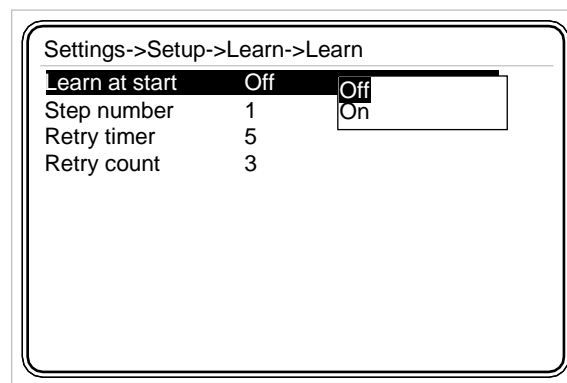 Settings->Setup->Learn->Learn
Learn at start Off Off
Step number 1 On
Retry timer 5
Retry count 3